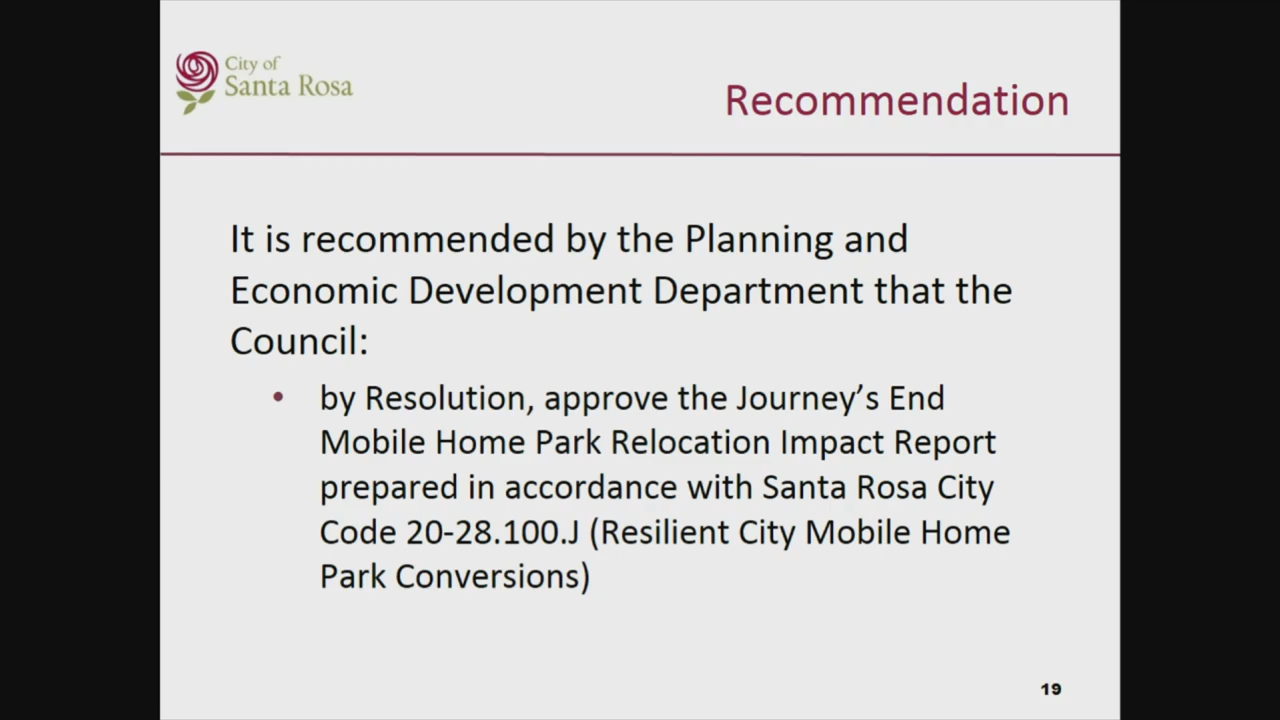 City of
Santa Rosa
Recommendation
It is recommended by the Planning and
Economic Development Department that the
Council:
• by Resolution, approve the Journey’s End
Mobile Home Park Relocation Impact Report
prepared in accordance with Santa Rosa City
Code 20-28.100.J (Resilient City Mobile Home
Park Conversions)
19